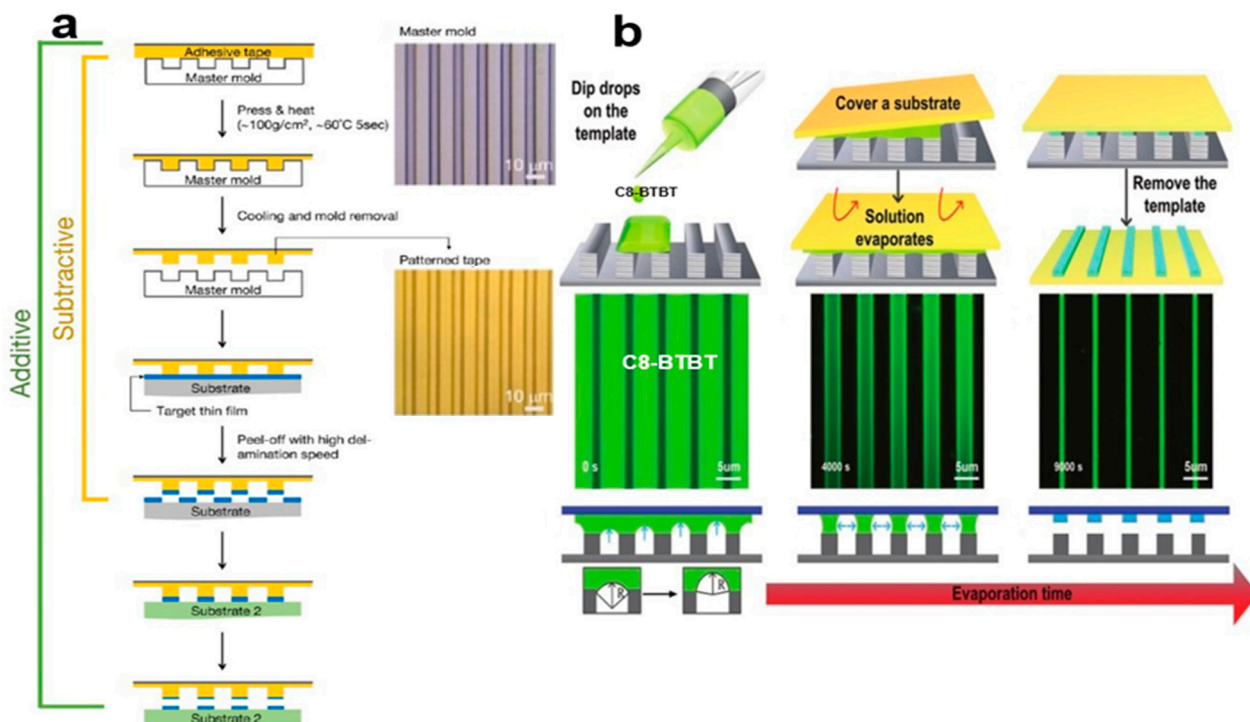 a
Additive
Subtractive
Adhesive tape
Master mold
Press & heat
(~100g/cm², ~60°C 5sec)
Master mold
Cooling and mold removal
Master mold
Substrate
Target thin film
Peel-off with high del-
amination speed
Substrate
Substrate 2
Substrate 2
Master mold
10 μm
Patterned tape
10 μm
b
Dip drops
on the
template
C8-BTBT
Cover a substrate
Solution
evaporates
Remove the
template
C8-BTBT
0 s
5um
4000 s
5um
9000 s
5um
R
R
Evaporation time